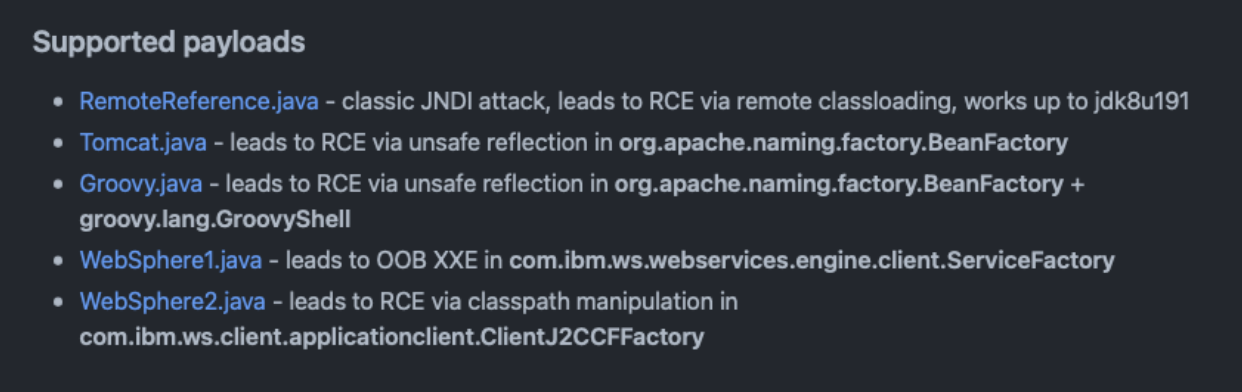 Supported payloads
• RemoteReference.java - classic JNDI attack, leads to RCE via remote classloading, works up to jdk8u191
• Tomcat.java - leads to RCE via unsafe reflection in org.apache.naming.factory.BeanFactory
• Groovy.java - leads to RCE via unsafe reflection in org.apache.naming.factory.BeanFactory +
groovy.lang.GroovyShell
• WebSphere1.java - leads to OOB XXE in com.ibm.ws.webservices.engine.client.ServiceFactory
• WebSphere2.java - leads to RCE via classpath manipulation in
com.ibm.ws.client.applicationclient.ClientJ2CCFFactory